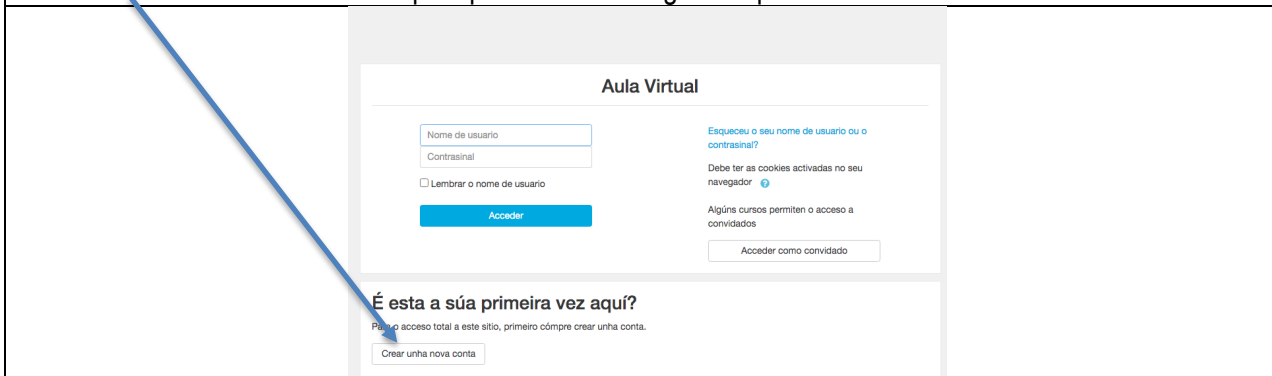 Aula Virtual
Nome de usuario
Contrasinal
Lembrar o nome de usuario
Acceder
Esqueceu o seu nome de usuario ou o
contrasinal?
Debe ter as cookies activadas no seu
navegador
Algúns cursos permiten o acceso a
convidados
Acceder como convidado
É esta a súa primeira vez aquí?
Para o acceso total a este sitio, primeiro cómpre crear unha conta.
Crear unha nova conta